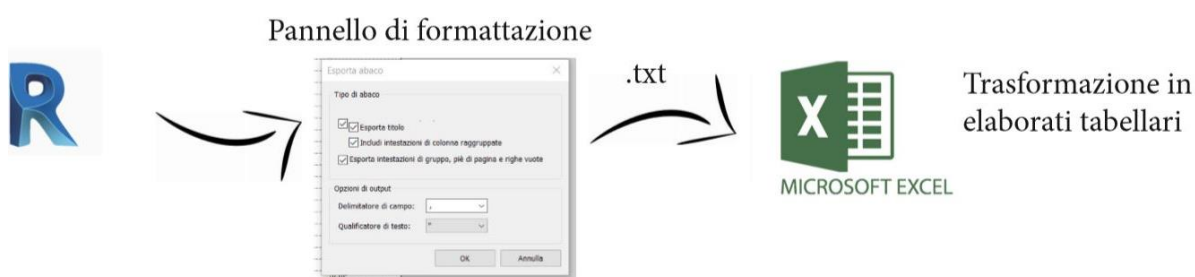 Pannello di formattazione
Esporta abaco
Tipo di abaco
Esporta titolo
Includi intestazioni di colonna raggruppate
Esporta intestazioni di gruppo, piè di pagina e righe vuote
Opzioni di output
Delimitatore di campo: ,
Qualificatore di testo: "
OK Annulla
.txt
X
MICROSOFT EXCEL
Trasformazione in
elaborati tabellari
R